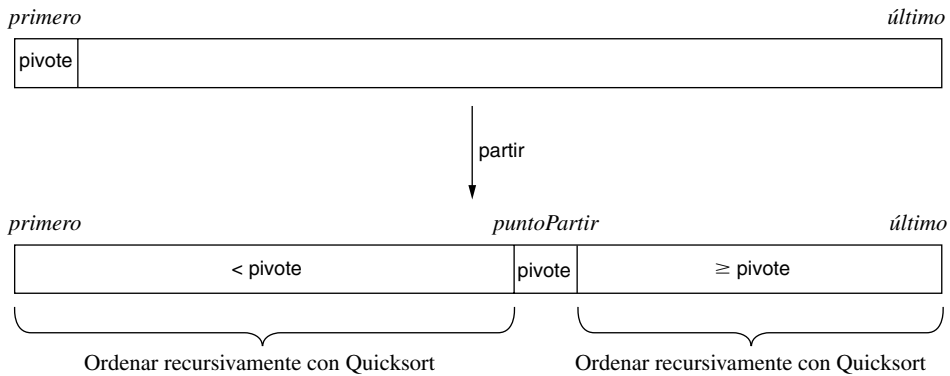 primero último
pivote
partir
primero puntoPartir último
< pivote pivote ≥ pivote
Ordenar recursivamente con Quicksort Ordenar recursivamente con Quicksort